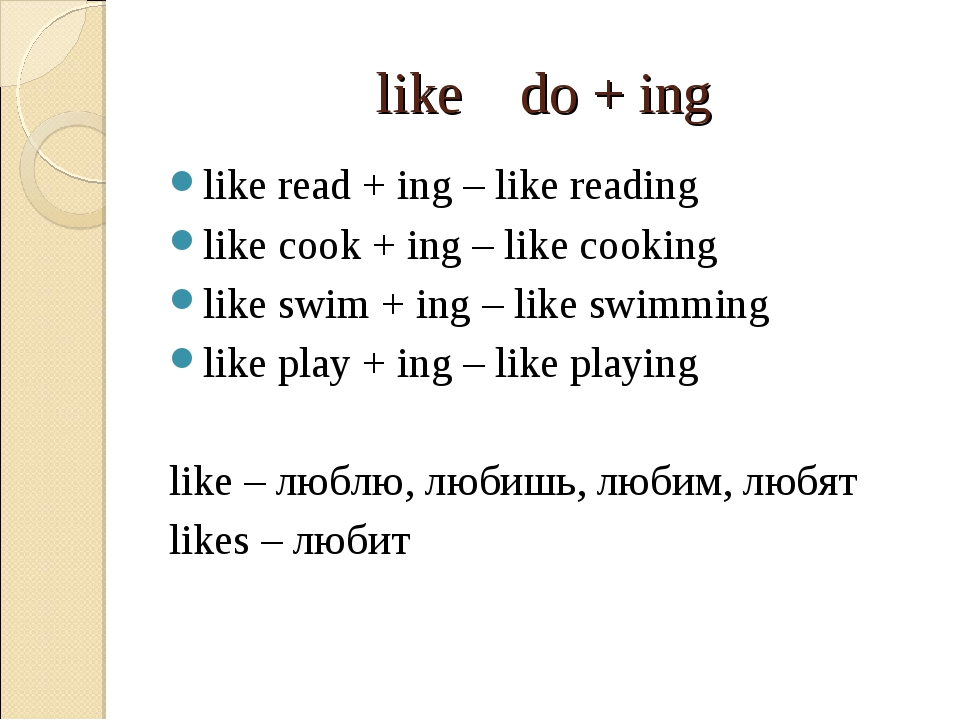 like do + ing
like read + ing – like reading
like cook + ing – like cooking
like swim + ing – like swimming
like play + ing – like playing
like – люблю, любишь, любим, любят
likes – любит